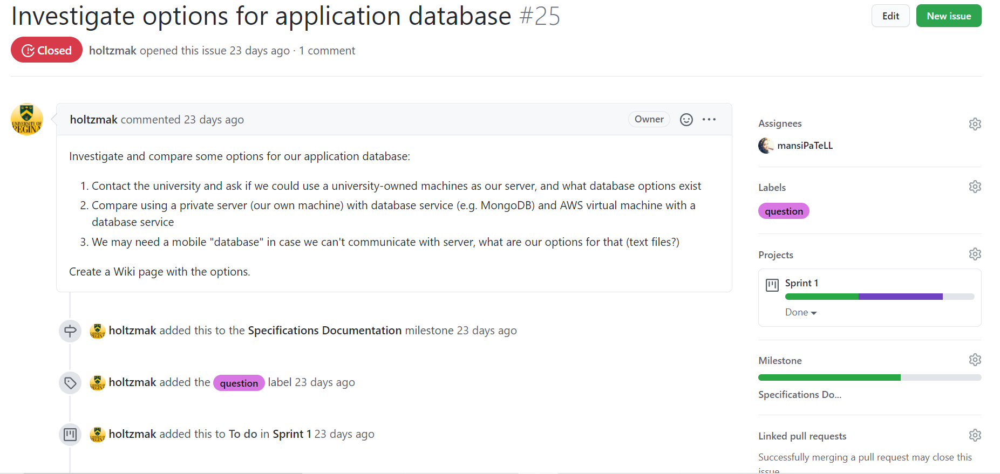 Investigate options for application database #25
Edit
New issue
Closed
holtzmak opened this issue 23 days ago · 1 comment
UNIVERSITY OF
REGINA
holtzmak commented 23 days ago
Owner
Investigate and compare some options for our application database:
1. Contact the university and ask if we could use a university-owned machines as our server, and what database options exist
2. Compare using a private server (our own machine) with database service (e.g. MongoDB) and AWS virtual machine with a
database service
3. We may need a mobile "database" in case we can't communicate with server, what are our options for that (text files?)
Create a Wiki page with the options.
holtzmak added this to the Specifications Documentation milestone 23 days ago
holtzmak added the question label 23 days ago
holtzmak added this to To do in Sprint 1 23 days ago
Assignees
mansiPaTeLL
Labels
question
Projects
Sprint 1
Done
Milestone
Specifications Do...
Linked pull requests
Successfully merging a pull request may close this
issue